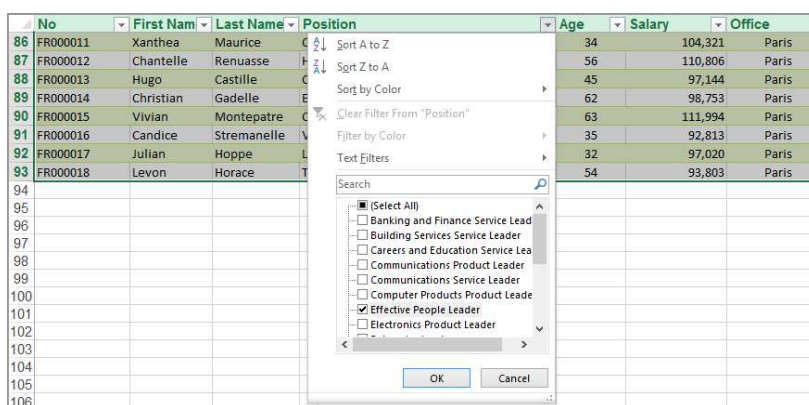 No First Nam Last Name Position Age Salary Office
86 FR000011 Xanthea Maurice 34 104,321 Paris
87 FR000012 Chantelle Renuasse 56 110,806 Paris
88 FR000013 Hugo Castille 45 97,144 Paris
89 FR000014 Christian Gadelle 62 98,753 Paris
90 FR000015 Vivian Montepatre 63 111,994 Paris
91 FR000016 Candice Stremanelle 35 92,813 Paris
92 FR000017 Julian Hoppe 32 97,020 Paris
93 FR000018 Levon Horace 54 93,803 Paris
94
95
96
97
98
99
100
101
102
103
104
105
106
Sort A to Z
Sort Z to A
Sort by Color
Clear Filter From "Position"
Filter by Color
Text Filters
Search
(Select All)
Banking and Finance Service Lead
Building Services Service Leader
Careers and Education Service Lea
Communications Product Leader
Communications Service Leader
Computer Products Product Leade
Effective People Leader
Electronics Product Leader
OK Cancel